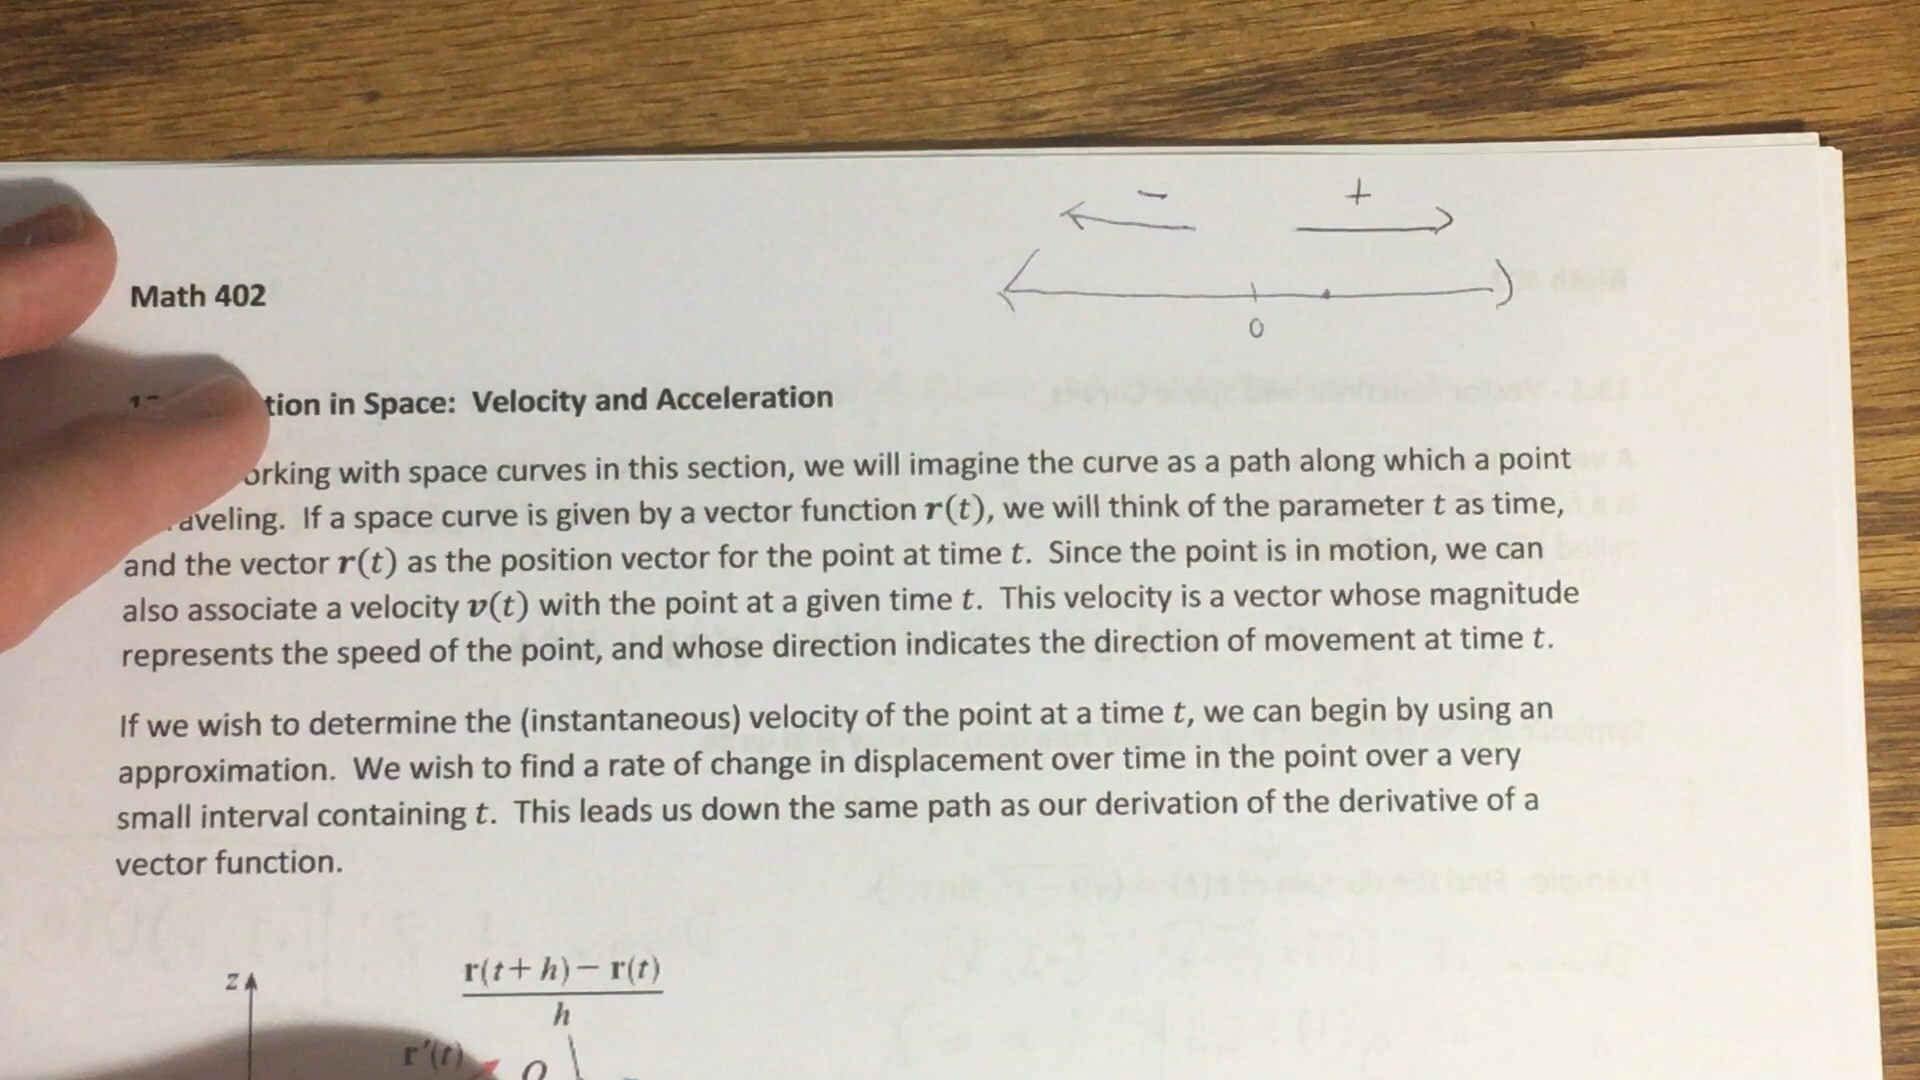 − +
0
Math 402
tion in Space: Velocity and Acceleration
orking with space curves in this section, we will imagine the curve as a path along which a point
aveling. If a space curve is given by a vector function r(t), we will think of the parameter t as time,
and the vector r(t) as the position vector for the point at time t. Since the point is in motion, we can
also associate a velocity v(t) with the point at a given time t. This velocity is a vector whose magnitude
represents the speed of the point, and whose direction indicates the direction of movement at time t.
If we wish to determine the (instantaneous) velocity of the point at a time t, we can begin by using an
approximation. We wish to find a rate of change in displacement over time in the point over a very
small interval containing t. This leads us down the same path as our derivation of the derivative of a
vector function.
z
r(t + h) − r(t)
h
r′(t)
Q